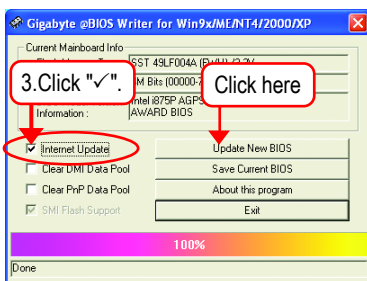 Gigabyte @BIOS Writer for Win9x/ME/NT4/2000/XP
Current Mainboard Info
SST 49LF004A
3.Click "✓".
Click here
M Bits (00000-
Intel i875P AGPS
Information : AWARD BIOS
Internet Update
Update New BIOS
Clear DMI Data Pool
Save Current BIOS
Clear PnP Data Pool
About this program
SMI Flash Support
Exit
100%
Done